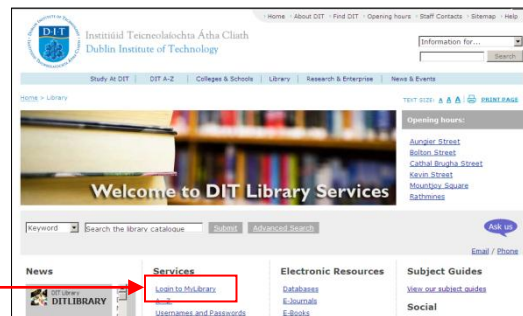 Home About DIT Find DIT Opening hours Staff Contacts Sitemap Help
DIT
Institiúid Teicneolaíochta Átha Cliath
Dublin Institute of Technology
Information for...
Search
Study At DIT | DIT A-Z | Colleges & Schools | Library | Research & Enterprise | News & Events
Home > Library
TEXT SIZE: A A A PRINT PAGE
Opening hours:
Aungier Street
Bolton Street
Cathal Brugha Street
Kevin Street
Mountjoy Square
Rathmines
Welcome to DIT Library Services
Keyword
Search the library catalogue
Submit
Advanced Search
Ask us
Email / Phone
News
DIT Library
DITLIBRARY
Services
Login to MyLibrary
A-Z
Usernames and Passwords
Electronic Resources
Databases
E-Journals
E-Books
Subject Guides
View our subject guides
Social